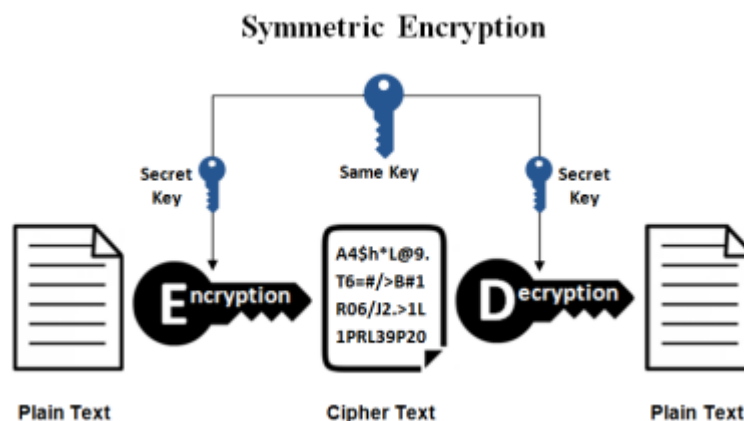 Symmetric Encryption
Secret
Key
Same Key
Secret
Key
Encryption
A4$h*L@9.
T6=#/>B#1
R06/J2.>1L
1PRL39P20
Decryption
Plain Text
Cipher Text
Plain Text